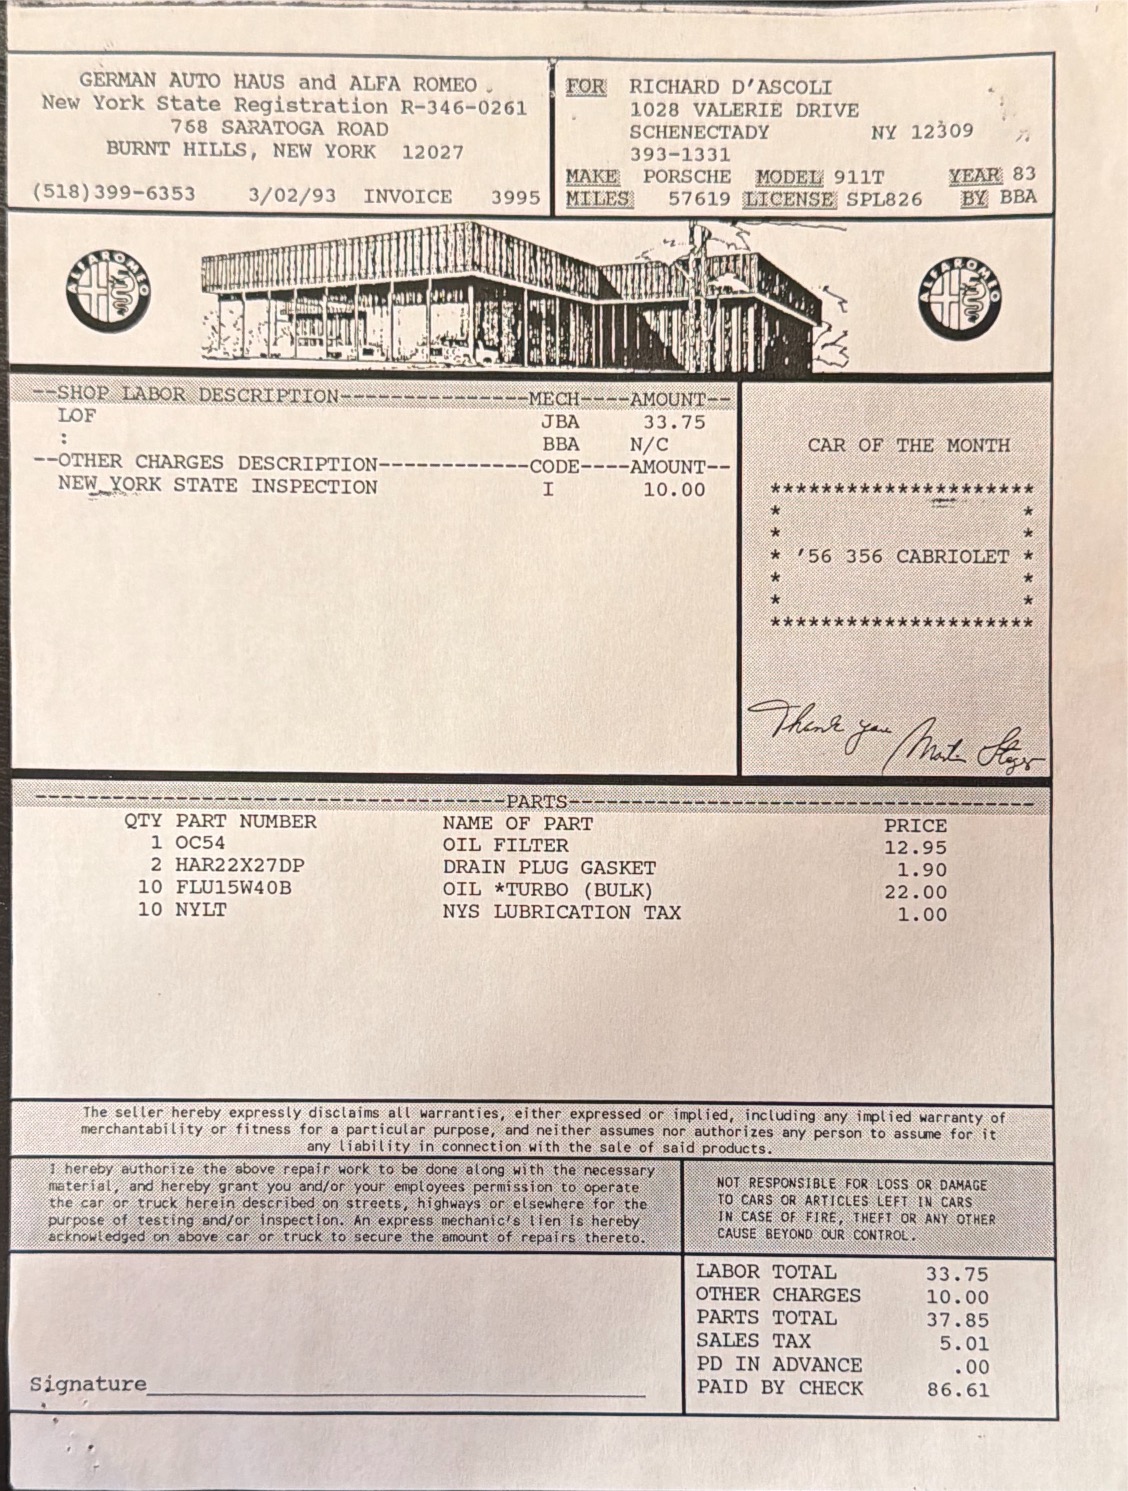 GERMAN AUTO HAUS and ALFA ROMEO
New York State Registration R-346-0261
768 SARATOGA ROAD
BURNT HILLS, NEW YORK 12027
(518)399-6353 3/02/93 INVOICE 3995
FOR RICHARD D'ASCOLI
1028 VALERIE DRIVE
SCHENECTADY NY 12309
393-1331
MAKE PORSCHE MODEL 911T YEAR 83
MILES 57619 LICENSE SPL826 BY BBA
ALFA ROMEO
ALFA ROMEO
--SHOP LABOR DESCRIPTION---------------MECH----AMOUNT--
LOF JBA 33.75
: BBA N/C
--OTHER CHARGES DESCRIPTION------------CODE----AMOUNT--
NEW YORK STATE INSPECTION I 10.00
CAR OF THE MONTH
*********************
* *
* *
* '56 356 CABRIOLET *
* *
* *
*********************
Thank you Martin
-------------------------------------PARTS-------------------------------------
QTY PART NUMBER NAME OF PART PRICE
1 OC54 OIL FILTER 12.95
2 HAR22X27DP DRAIN PLUG GASKET 1.90
10 FLU15W40B OIL *TURBO (BULK) 22.00
10 NYLT NYS LUBRICATION TAX 1.00
The seller hereby expressly disclaims all warranties, either expressed or implied, including any implied warranty of
merchantability or fitness for a particular purpose, and neither assumes nor authorizes any person to assume for it
any liability in connection with the sale of said products.
I hereby authorize the above repair work to be done along with the necessary
material, and hereby grant you and/or your employees permission to operate
the car or truck herein described on streets, highways or elsewhere for the
purpose of testing and/or inspection. An express mechanic's lien is hereby
acknowledged on above car or truck to secure the amount of repairs thereto.
NOT RESPONSIBLE FOR LOSS OR DAMAGE
TO CARS OR ARTICLES LEFT IN CARS
IN CASE OF FIRE, THEFT OR ANY OTHER
CAUSE BEYOND OUR CONTROL.
LABOR TOTAL 33.75
OTHER CHARGES 10.00
PARTS TOTAL 37.85
SALES TAX 5.01
PD IN ADVANCE .00
PAID BY CHECK 86.61
Signature